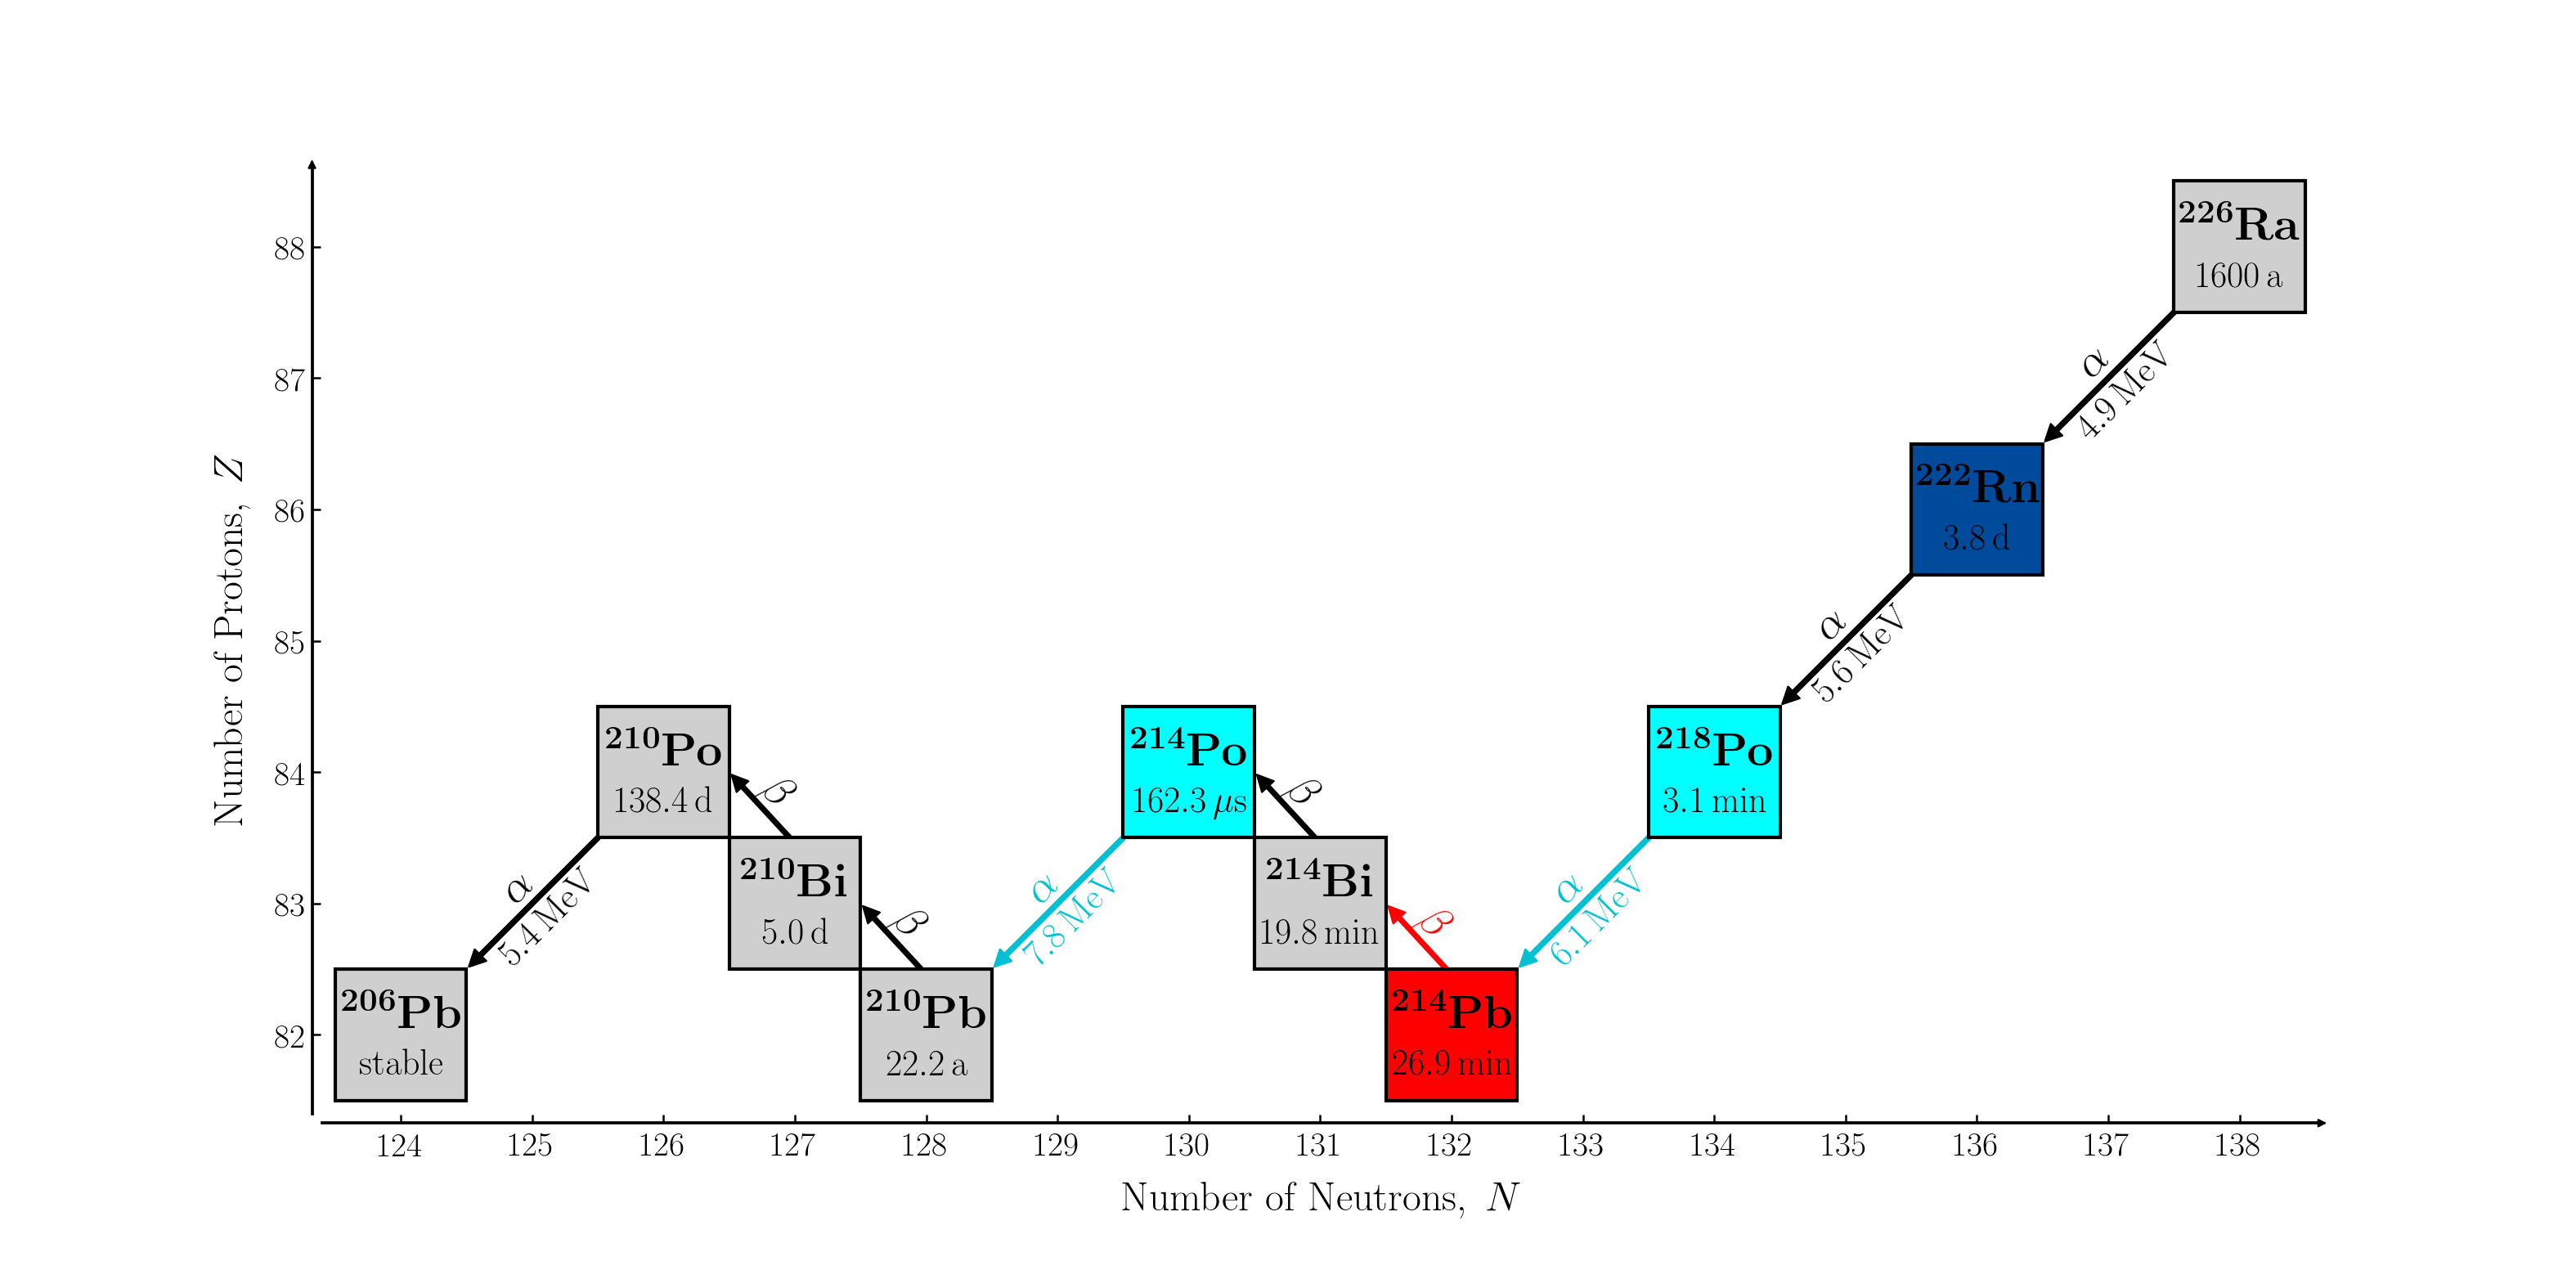 88
87
86
85
84
83
82
Number of Protons, Z
²²⁶Ra
1600 a
α
4.9 MeV
²²²Rn
3.8 d
α
5.6 MeV
²¹⁰Po
138.4 d
β
²¹⁴Po
162.3 μs
β
²¹⁸Po
3.1 min
α
5.4 MeV
²¹⁰Bi
5.0 d
β
α
7.8 MeV
²¹⁴Bi
19.8 min
β
α
6.1 MeV
²⁰⁶Pb
stable
²¹⁰Pb
22.2 a
²¹⁴Pb
26.9 min
124 125 126 127 128 129 130 131 132 133 134 135 136 137 138
Number of Neutrons, N